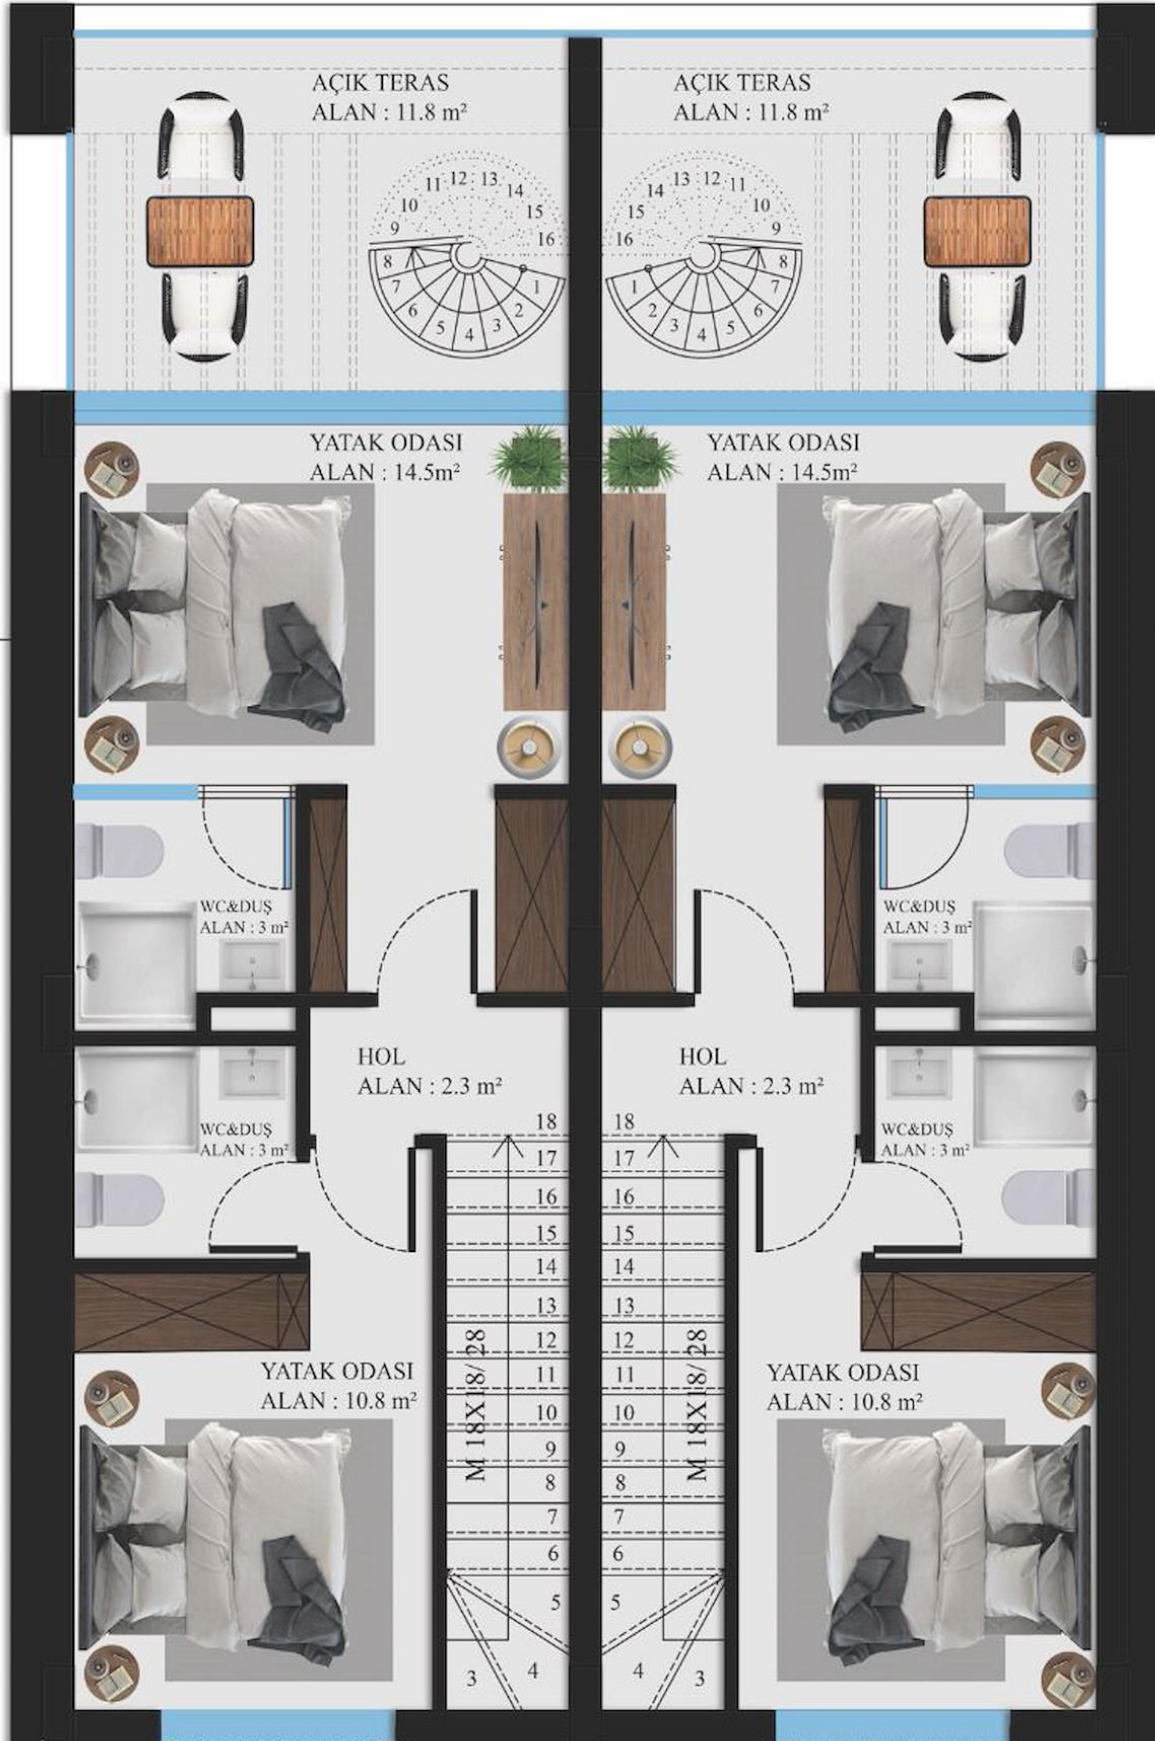 AÇIK TERAS
ALAN : 11.8 m²
AÇIK TERAS
ALAN : 11.8 m²
9 10 11 12 13 14 15 16
8 7 6 5 4 3 2 1
16 15 14 13 12 11 10 9
1 2 3 4 5 6 7 8
YATAK ODASI
ALAN : 14.5m²
YATAK ODASI
ALAN : 14.5m²
WC&DUŞ
ALAN : 3 m²
WC&DUŞ
ALAN : 3 m²
HOL
ALAN : 2.3 m²
HOL
ALAN : 2.3 m²
WC&DUŞ
ALAN : 3 m²
WC&DUŞ
ALAN : 3 m²
18 18
17 17
16 16
15 15
14 14
13 13
12 12
11 11
10 10
9 9
8 8
7 7
6 6
5 5
3 4 4 3
M 18X18/ 28
M 18X18/ 28
YATAK ODASI
ALAN : 10.8 m²
YATAK ODASI
ALAN : 10.8 m²